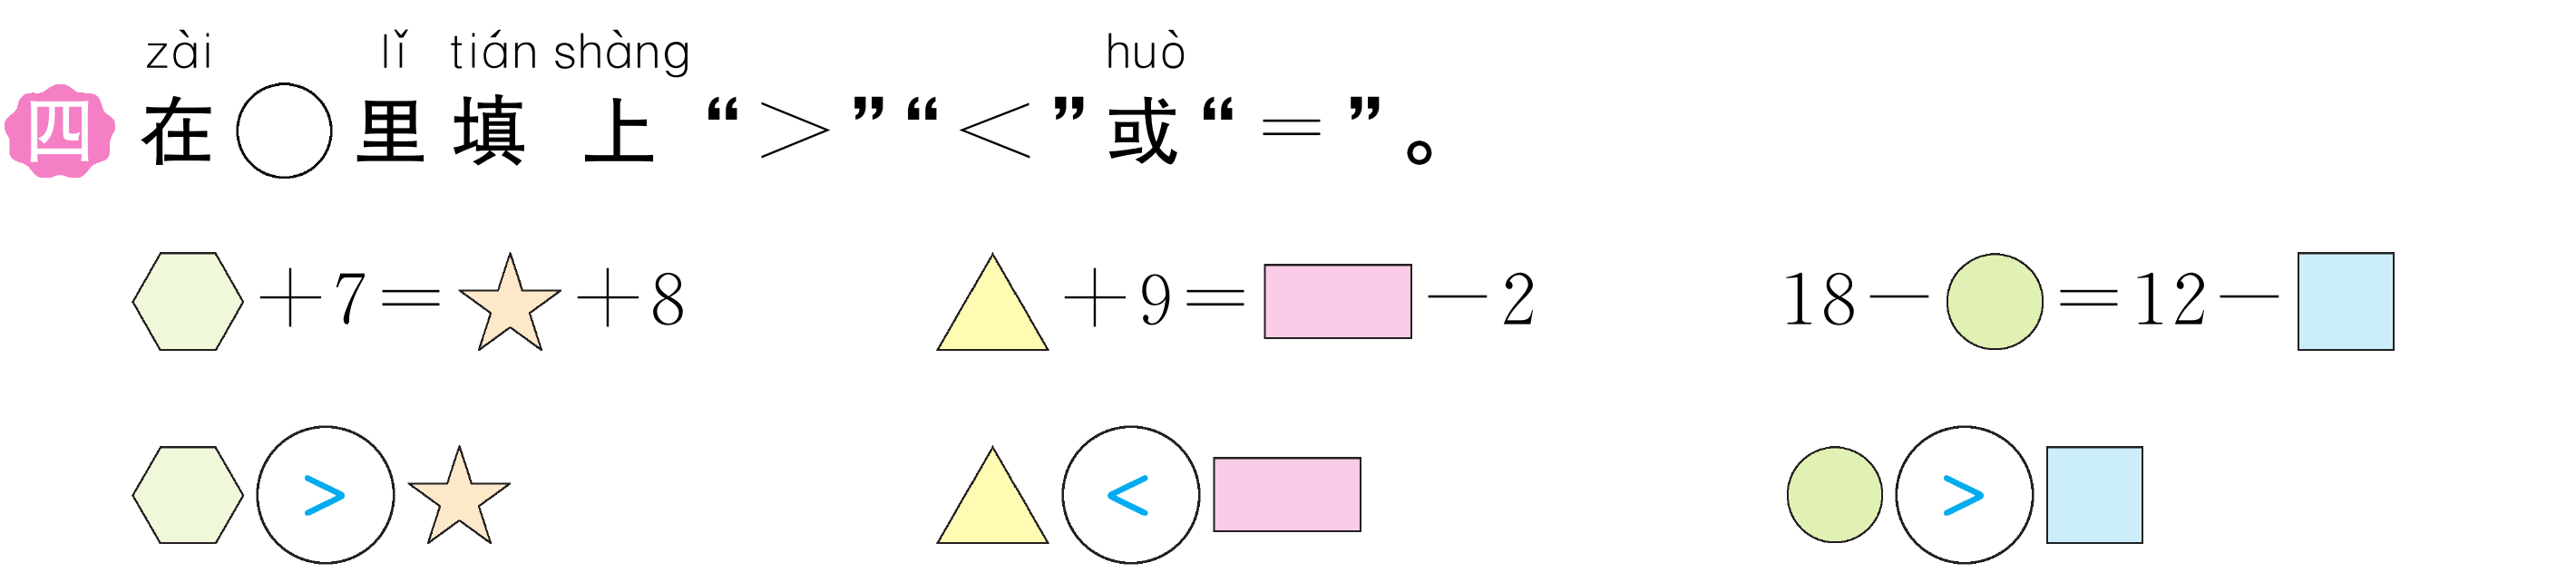 zài lǐ tián shàng huò
四 在○里填上“>”“<”或“=”。
+7= +8 +9= -2 18- =12-
> < >